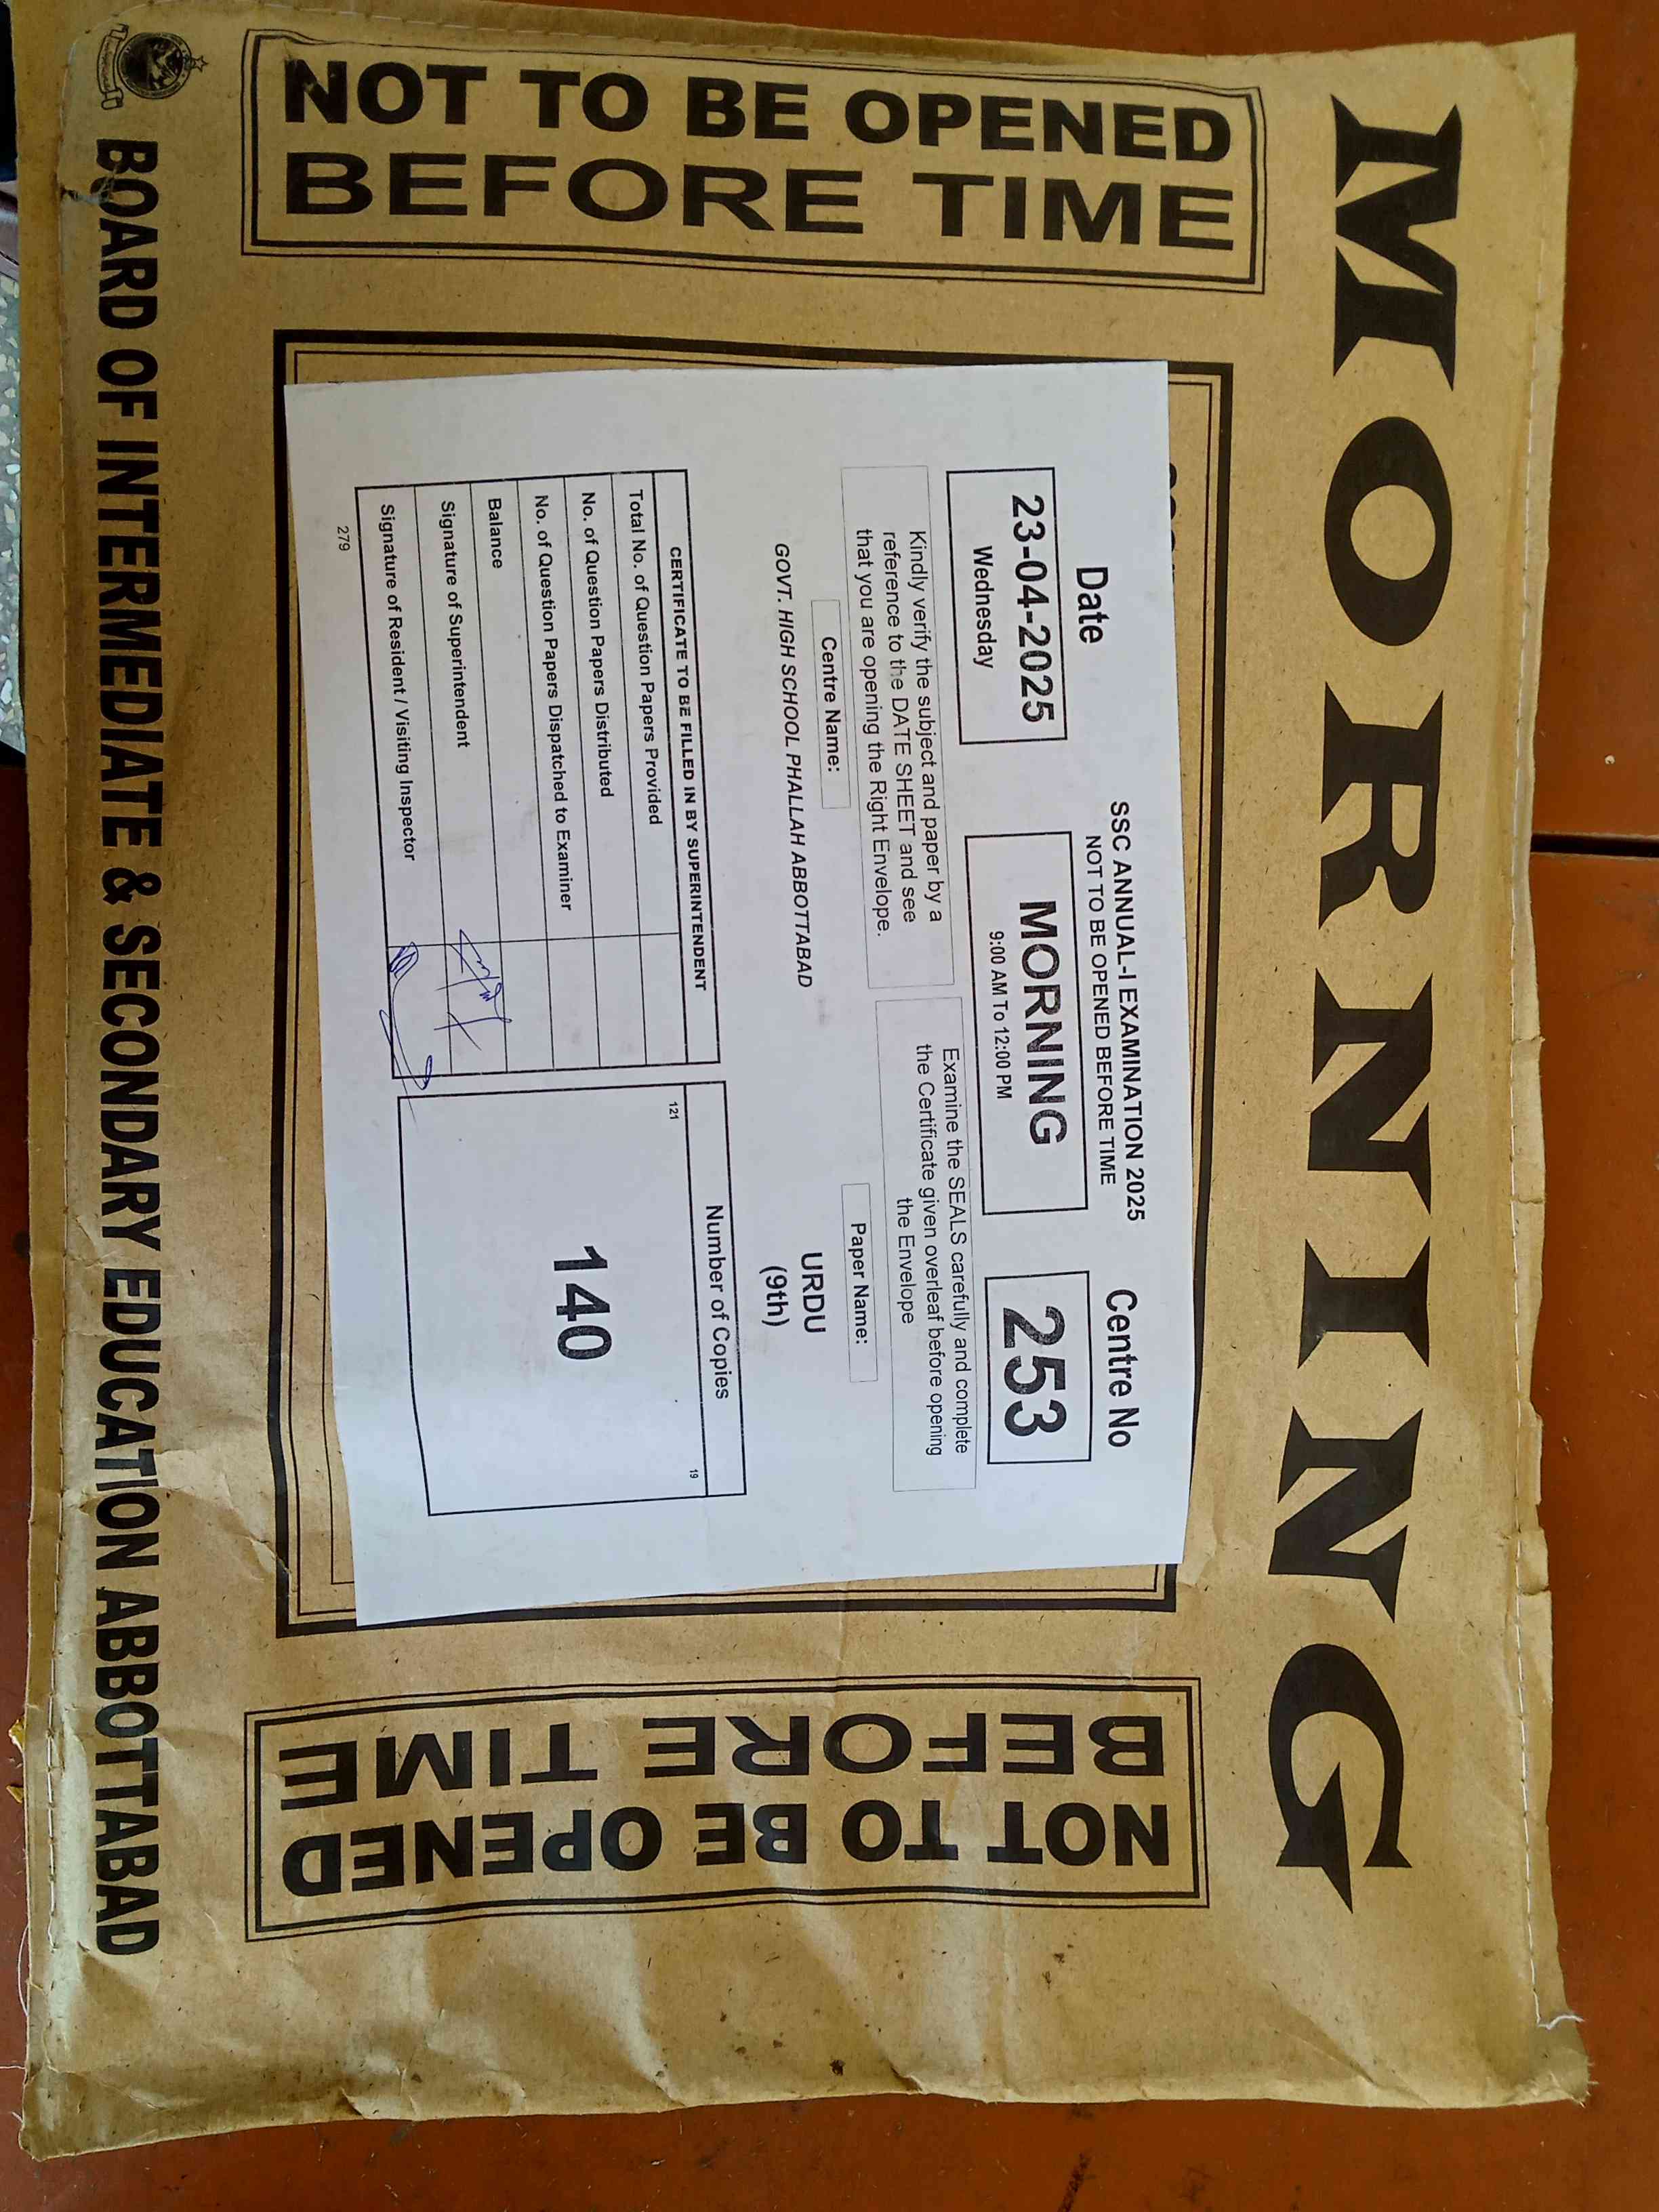 MORNING
NOT TO BE OPENED
BEFORE TIME
Date
23-04-2025
Wednesday
SSC ANNUAL-I EXAMINATION 2025
NOT TO BE OPENED BEFORE TIME
MORNING
9:00 AM To 12:00 PM
Centre No
253
Kindly verify the subject and paper by a
reference to the DATE SHEET and see
that you are opening the Right Envelope.
Examine the SEALS carefully and complete
the Certificate given overleaf before opening
the Envelope
Centre Name:
GOVT. HIGH SCHOOL PHALLAH ABBOTTABAD
Paper Name:
URDU
(9th)
CERTIFICATE TO BE FILLED IN BY SUPERINTENDENT
Total No. of Question Papers Provided
No. of Question Papers Distributed
No. of Question Papers Dispatched to Examiner
Balance
Signature of Superintendent
Signature of Resident / Visiting Inspector
279
Number of Copies
121
19
140
NOT TO BE OPENED
BEFORE TIME
BOARD OF INTERMEDIATE & SECONDARY EDUCATION ABBOTTABAD